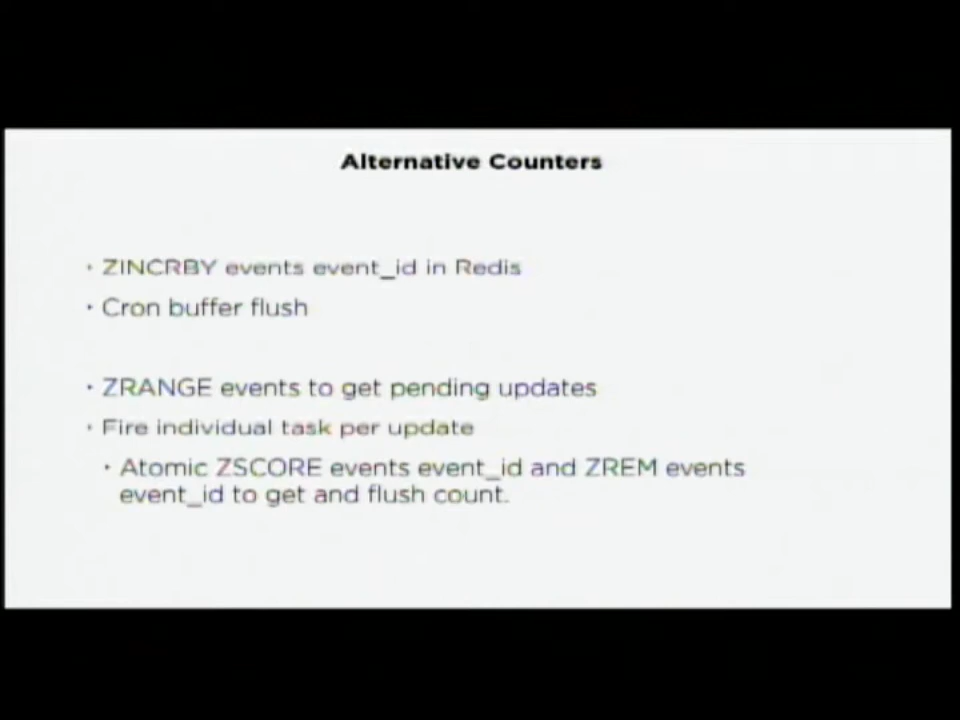 Alternative Counters
· ZINCRBY events event_id in Redis
· Cron buffer flush
· ZRANGE events to get pending updates
· Fire individual task per update
· Atomic ZSCORE events event_id and ZREM events
event_id to get and flush count.